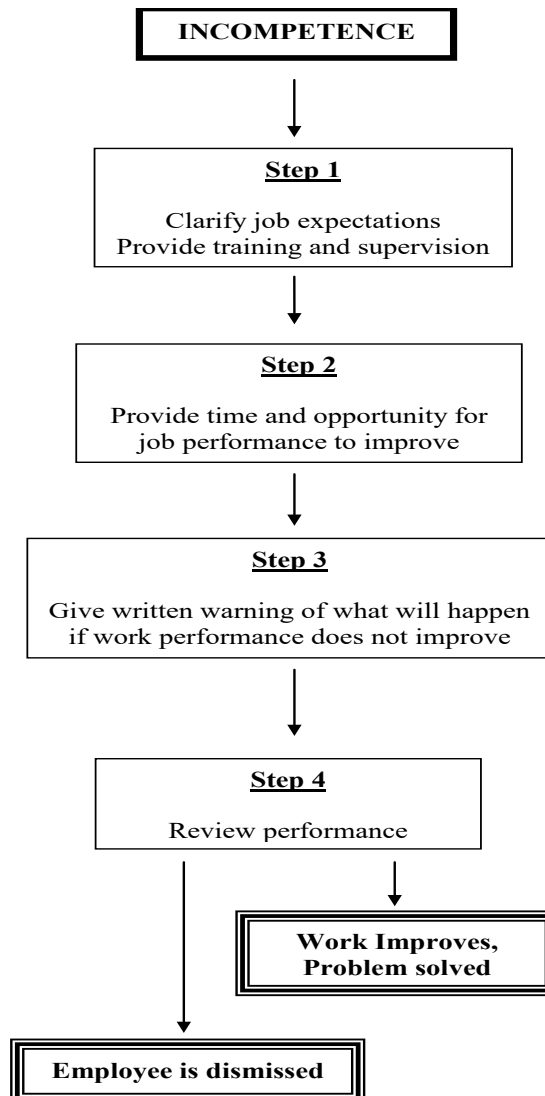 INCOMPETENCE
Step 1
Clarify job expectations
Provide training and supervision
Step 2
Provide time and opportunity for
job performance to improve
Step 3
Give written warning of what will happen
if work performance does not improve
Step 4
Review performance
Work Improves,
Problem solved
Employee is dismissed